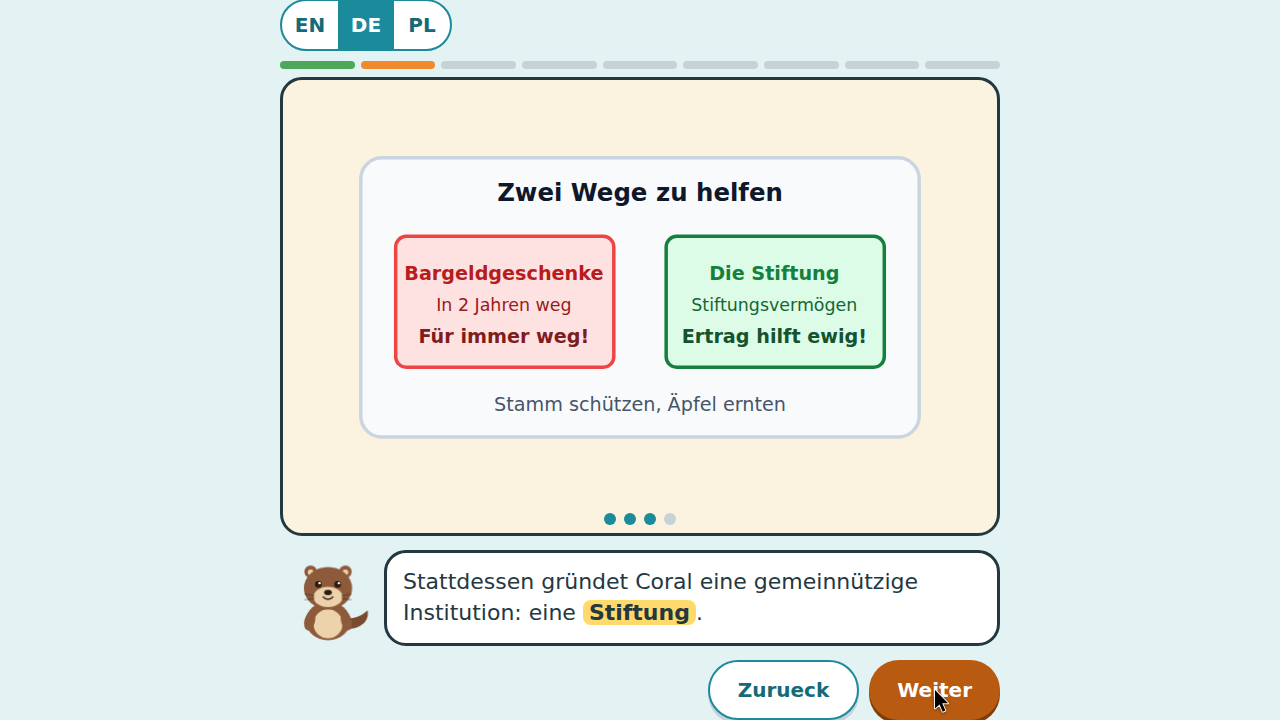 EN DE PL
Zwei Wege zu helfen
Bargeldgeschenke
In 2 Jahren weg
Für immer weg!
Die Stiftung
Stiftungsvermögen
Ertrag hilft ewig!
Stamm schützen, Äpfel ernten
Stattdessen gründet Coral eine gemeinnützige
Institution: eine Stiftung.
Zurueck
Weiter